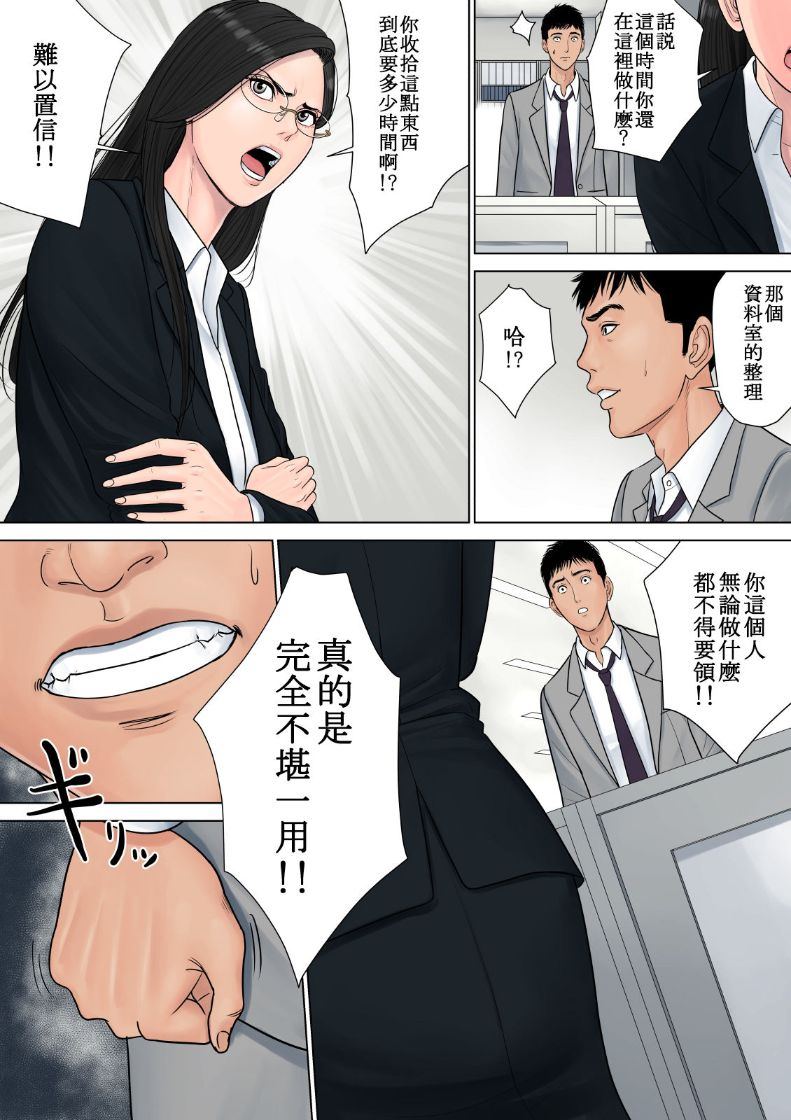 話說
這個時間你還
在這裡做什麼？
那個
資料室的整理
哈!?
你收拾這點東西
到底要多少時間啊!?
難以置信!!
你這個人
無論做什麼
都不得要領!!
真的是
完全不堪一用!!
ギリッ